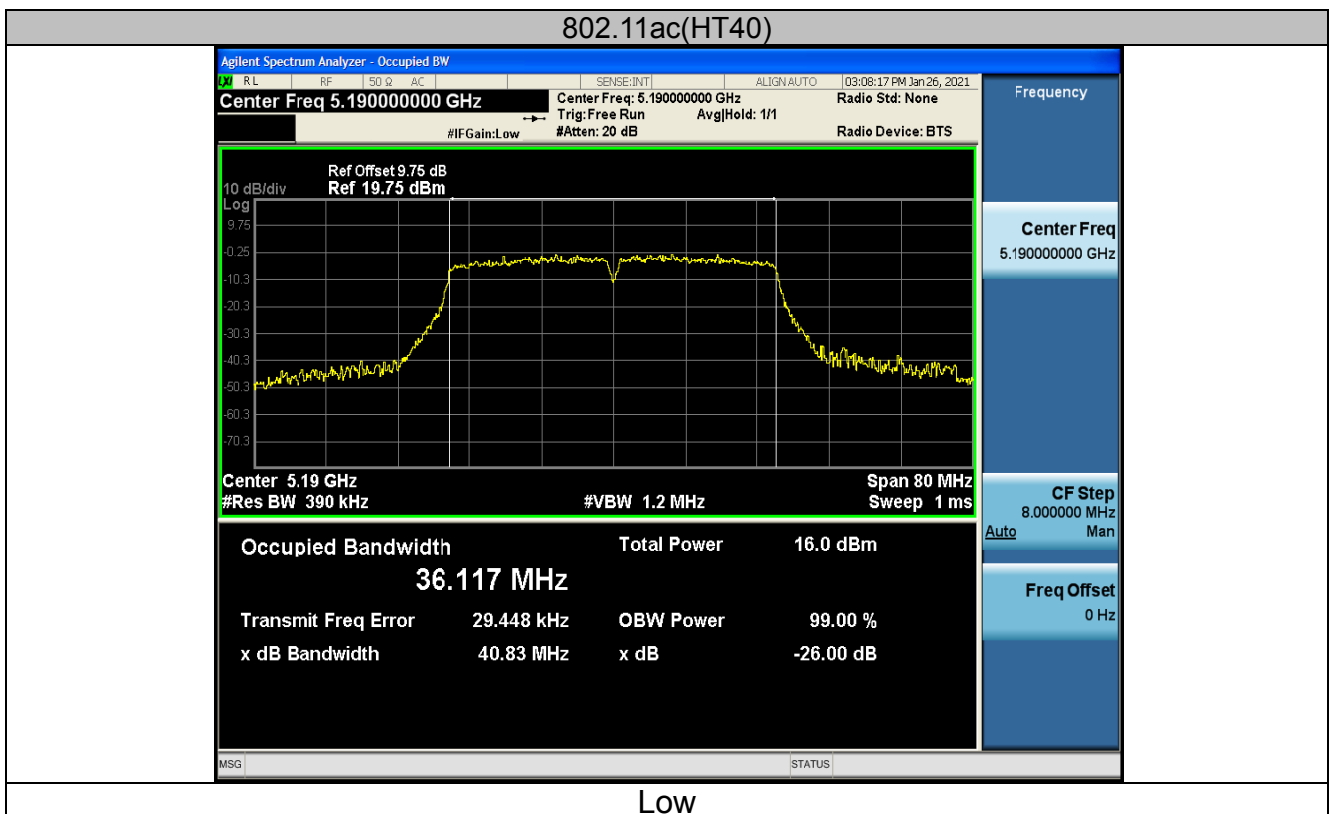 802.11ac(HT40)
Agilent Spectrum Analyzer - Occupied BW
LXI RL RF 50 Ω AC SENSE:INT ALIGN AUTO 03:08:17 PM Jan 26, 2021
Center Freq 5.190000000 GHz
Center Freq: 5.190000000 GHz
Radio Std: None
Trig: Free Run Avg|Hold: 1/1
#IFGain:Low
#Atten: 20 dB
Radio Device: BTS
Frequency
Ref Offset 9.75 dB
10 dB/div Ref 19.75 dBm
Log
9.75
-0.25
-10.3
-20.3
-30.3
-40.3
-50.3
-60.3
-70.3
Center 5.19 GHz Span 80 MHz
#Res BW 390 kHz #VBW 1.2 MHz Sweep 1 ms
Center Freq
5.190000000 GHz
CF Step
8.000000 MHz
Auto Man
Freq Offset
0 Hz
Occupied Bandwidth Total Power 16.0 dBm
36.117 MHz
Transmit Freq Error 29.448 kHz OBW Power 99.00 %
x dB Bandwidth 40.83 MHz x dB -26.00 dB
MSG STATUS
Low